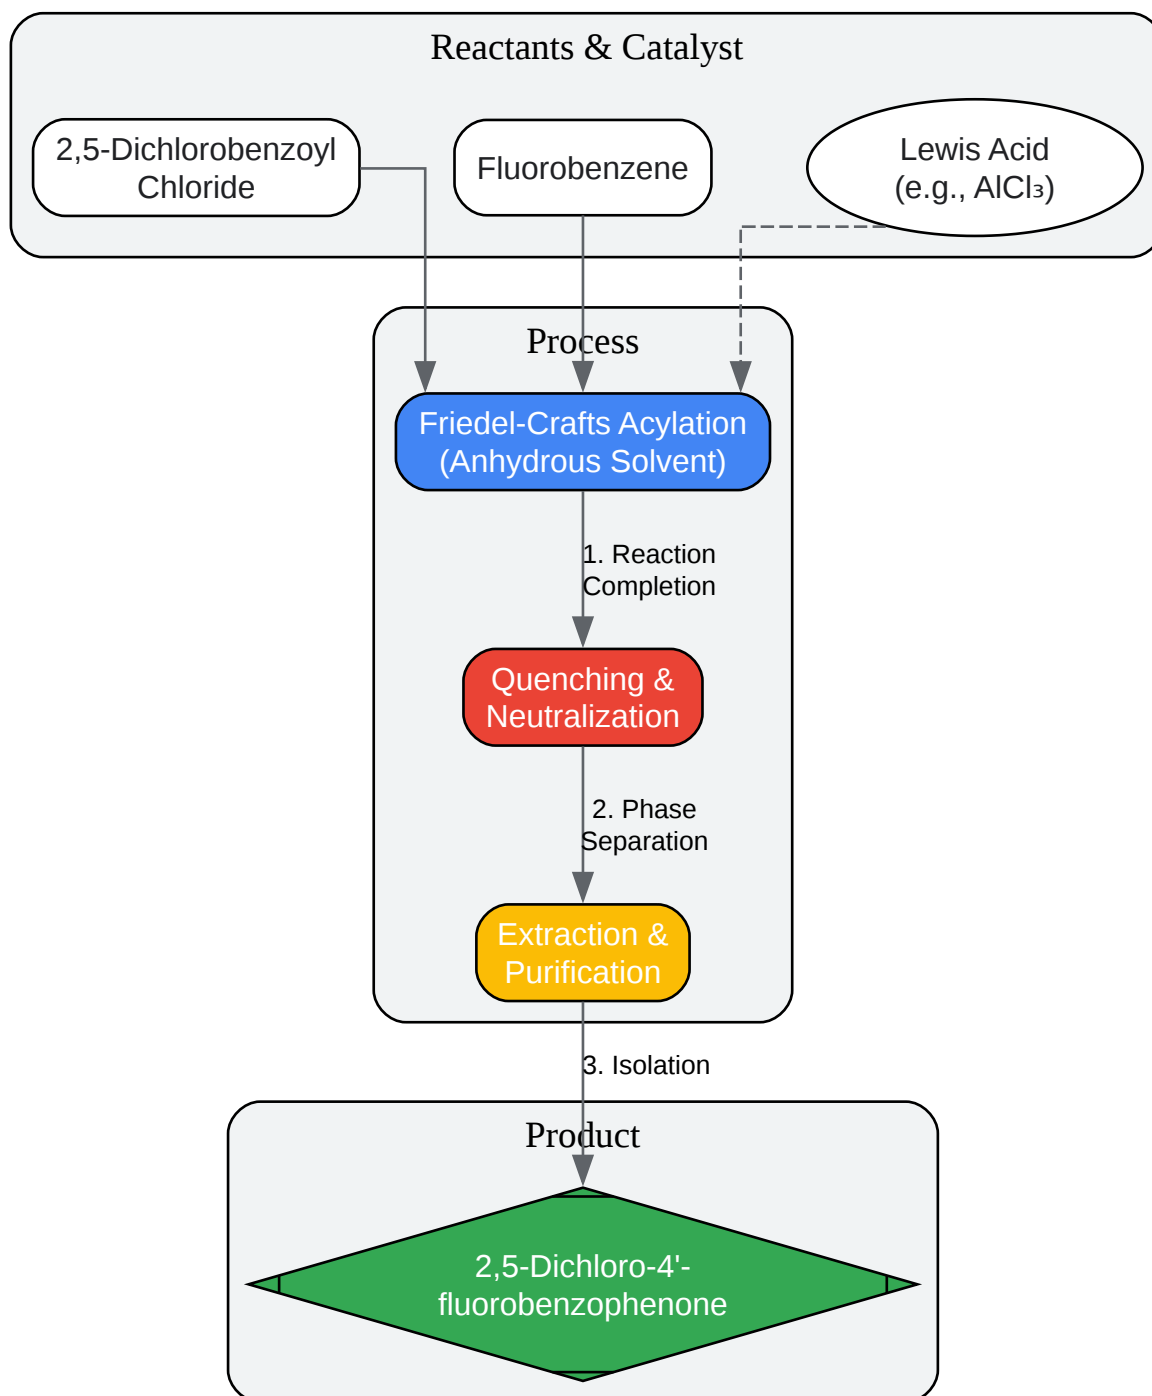 Reactants & Catalyst
2,5-Dichlorobenzoyl
Chloride
Fluorobenzene
Lewis Acid
(e.g., AlCl₃)
Process
Friedel-Crafts Acylation
(Anhydrous Solvent)
1. Reaction
Completion
Quenching &
Neutralization
2. Phase
Separation
Extraction &
Purification
3. Isolation
Product
2,5-Dichloro-4'-
fluorobenzophenone